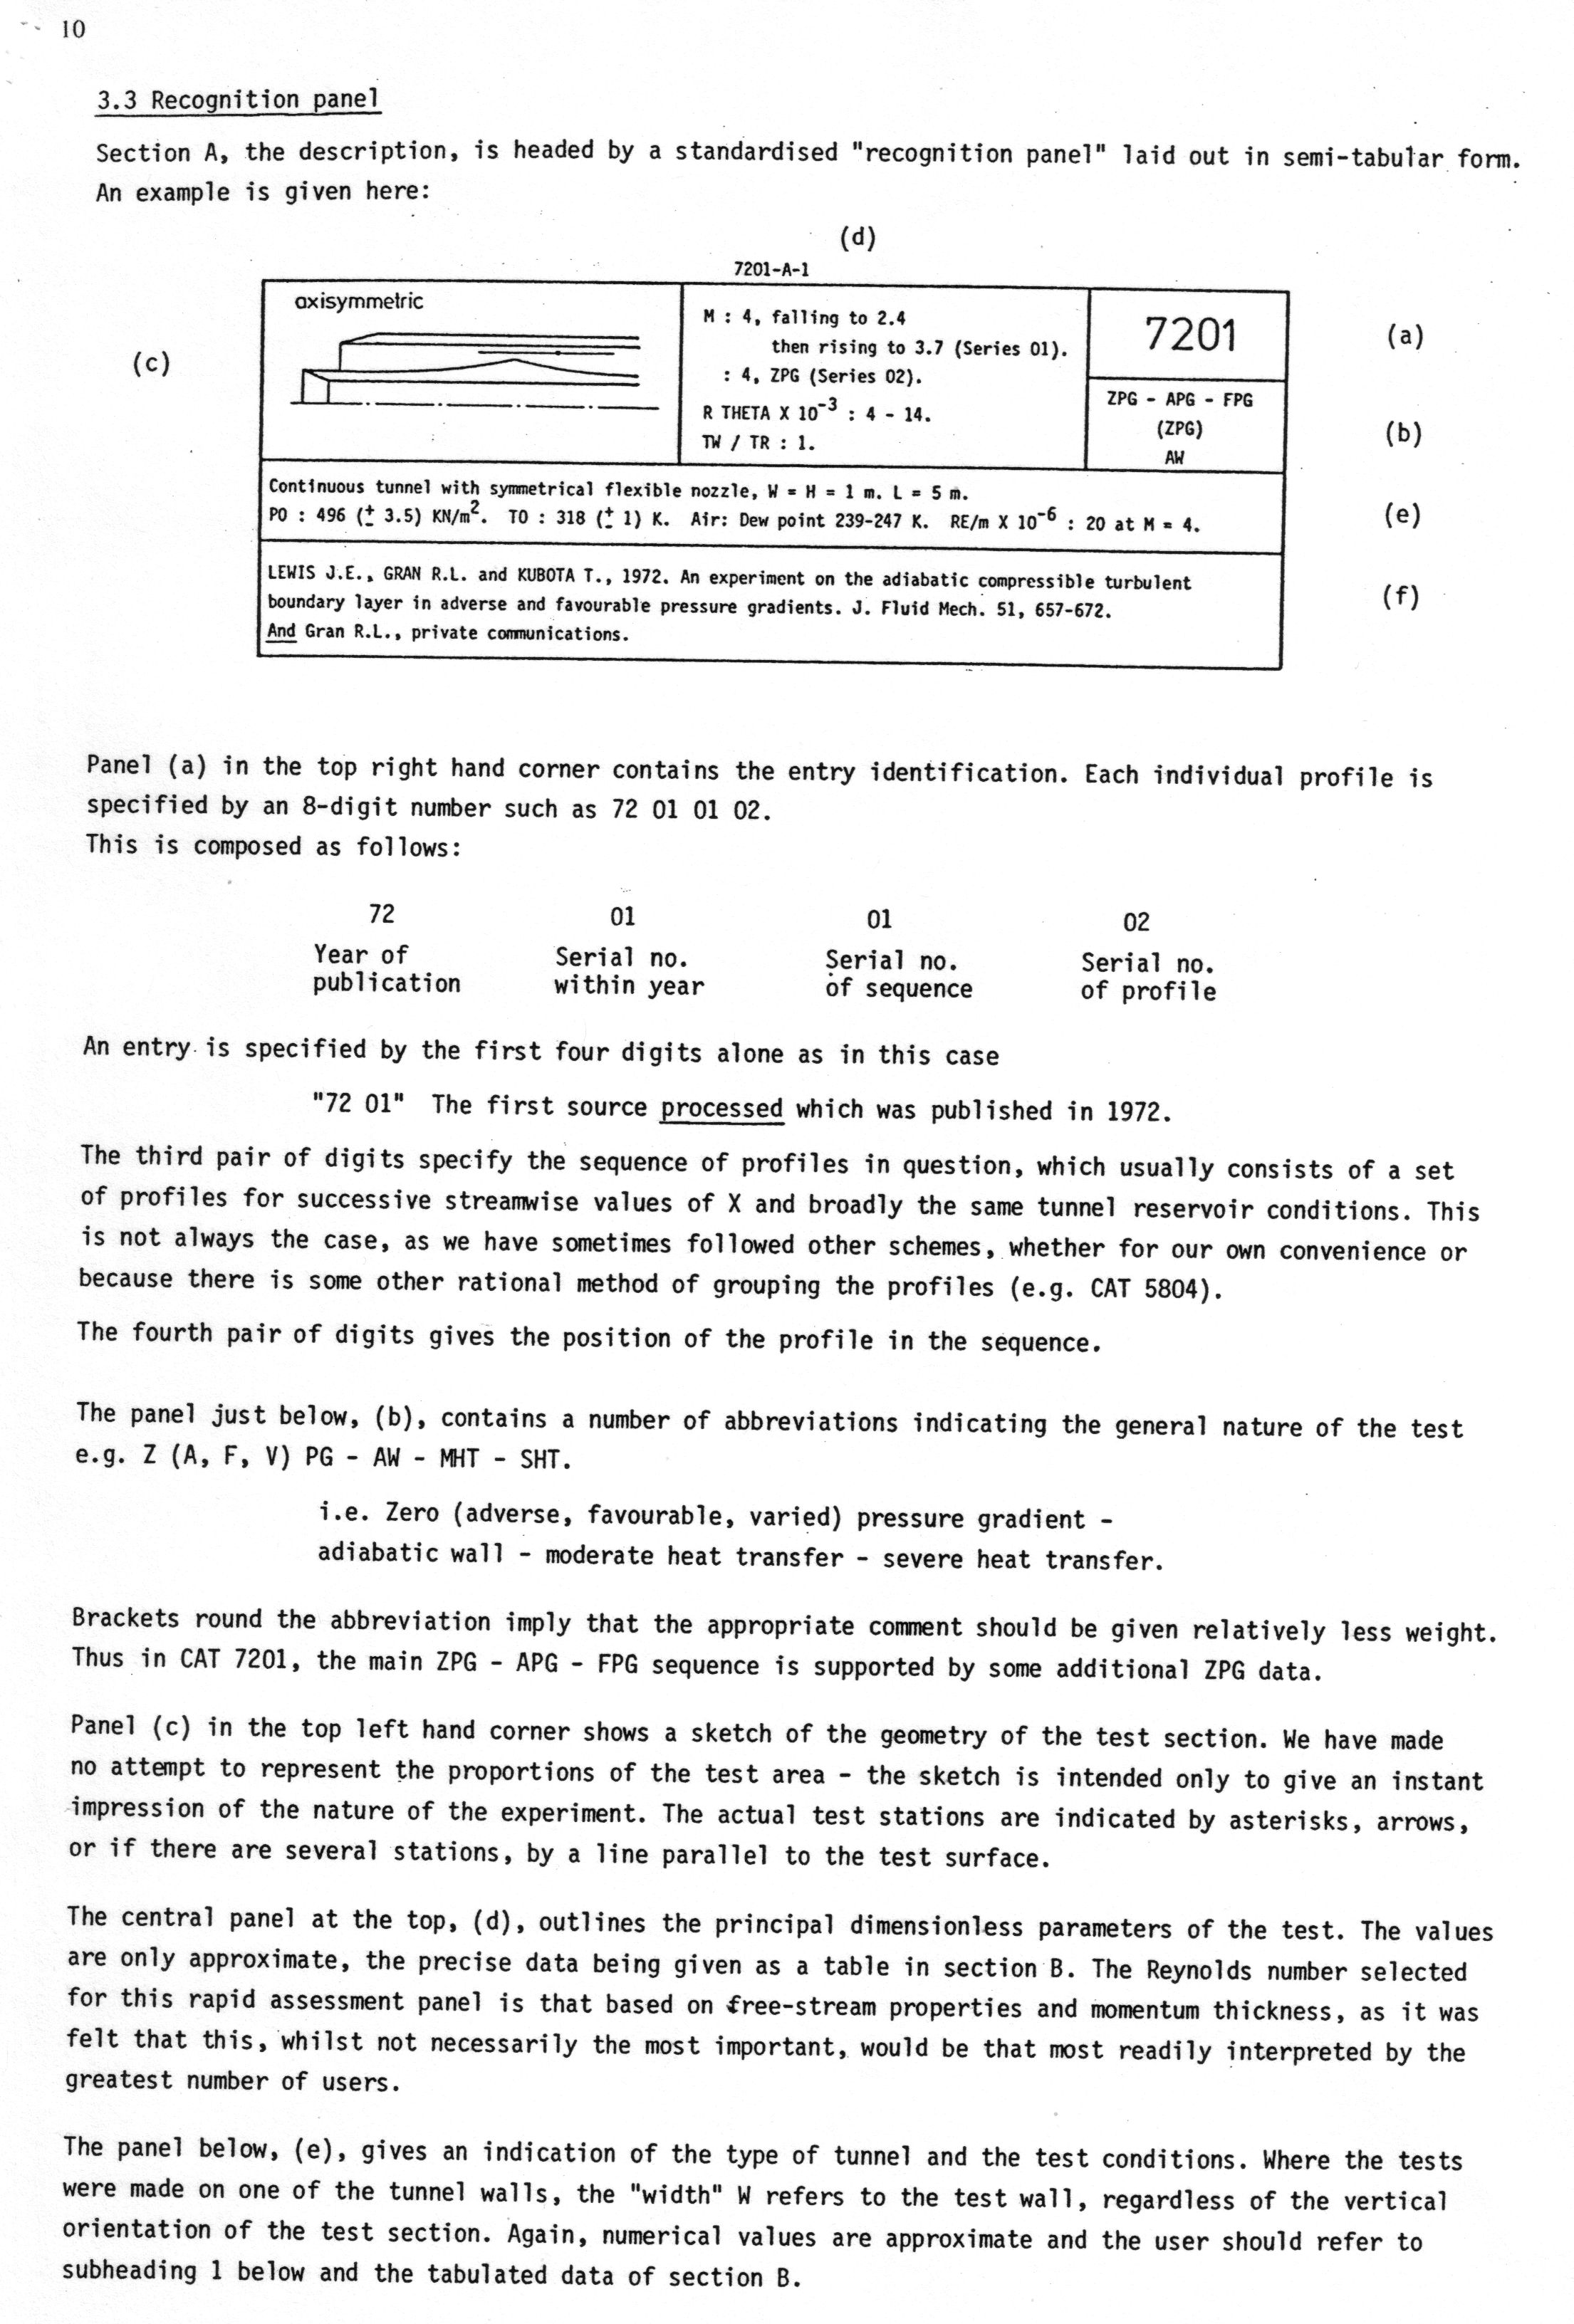 10
3.3 Recognition panel
Section A, the description, is headed by a standardised "recognition panel" laid out in semi-tabular form.
An example is given here:
(d)
7201-A-1
(c)
axisymmetric
M : 4, falling to 2.4
then rising to 3.7 (Series 01).
: 4, ZPG (Series 02).
R THETA X 10⁻³ : 4 - 14.
TW / TR : 1.
7201
(a)
ZPG - APG - FPG
(ZPG)
AW
(b)
Continuous tunnel with symmetrical flexible nozzle, W = H = 1 m. L = 5 m.
PO : 496 (± 3.5) KN/m². TO : 318 (± 1) K. Air: Dew point 239-247 K. RE/m X 10⁻⁶ : 20 at M = 4.
(e)
LEWIS J.E., GRAN R.L. and KUBOTA T., 1972. An experiment on the adiabatic compressible turbulent
boundary layer in adverse and favourable pressure gradients. J. Fluid Mech. 51, 657-672.
And Gran R.L., private communications.
(f)
Panel (a) in the top right hand corner contains the entry identification. Each individual profile is
specified by an 8-digit number such as 72 01 01 02.
This is composed as follows:
72 01 01 02
Year of Serial no. Serial no. Serial no.
publication within year of sequence of profile
An entry is specified by the first four digits alone as in this case
"72 01" The first source processed which was published in 1972.
The third pair of digits specify the sequence of profiles in question, which usually consists of a set
of profiles for successive streamwise values of X and broadly the same tunnel reservoir conditions. This
is not always the case, as we have sometimes followed other schemes, whether for our own convenience or
because there is some other rational method of grouping the profiles (e.g. CAT 5804).
The fourth pair of digits gives the position of the profile in the sequence.
The panel just below, (b), contains a number of abbreviations indicating the general nature of the test
e.g. Z (A, F, V) PG - AW - MHT - SHT.
i.e. Zero (adverse, favourable, varied) pressure gradient -
adiabatic wall - moderate heat transfer - severe heat transfer.
Brackets round the abbreviation imply that the appropriate comment should be given relatively less weight.
Thus in CAT 7201, the main ZPG - APG - FPG sequence is supported by some additional ZPG data.
Panel (c) in the top left hand corner shows a sketch of the geometry of the test section. We have made
no attempt to represent the proportions of the test area - the sketch is intended only to give an instant
impression of the nature of the experiment. The actual test stations are indicated by asterisks, arrows,
or if there are several stations, by a line parallel to the test surface.
The central panel at the top, (d), outlines the principal dimensionless parameters of the test. The values
are only approximate, the precise data being given as a table in section B. The Reynolds number selected
for this rapid assessment panel is that based on free-stream properties and momentum thickness, as it was
felt that this, whilst not necessarily the most important, would be that most readily interpreted by the
greatest number of users.
The panel below, (e), gives an indication of the type of tunnel and the test conditions. Where the tests
were made on one of the tunnel walls, the "width" W refers to the test wall, regardless of the vertical
orientation of the test section. Again, numerical values are approximate and the user should refer to
subheading 1 below and the tabulated data of section B.